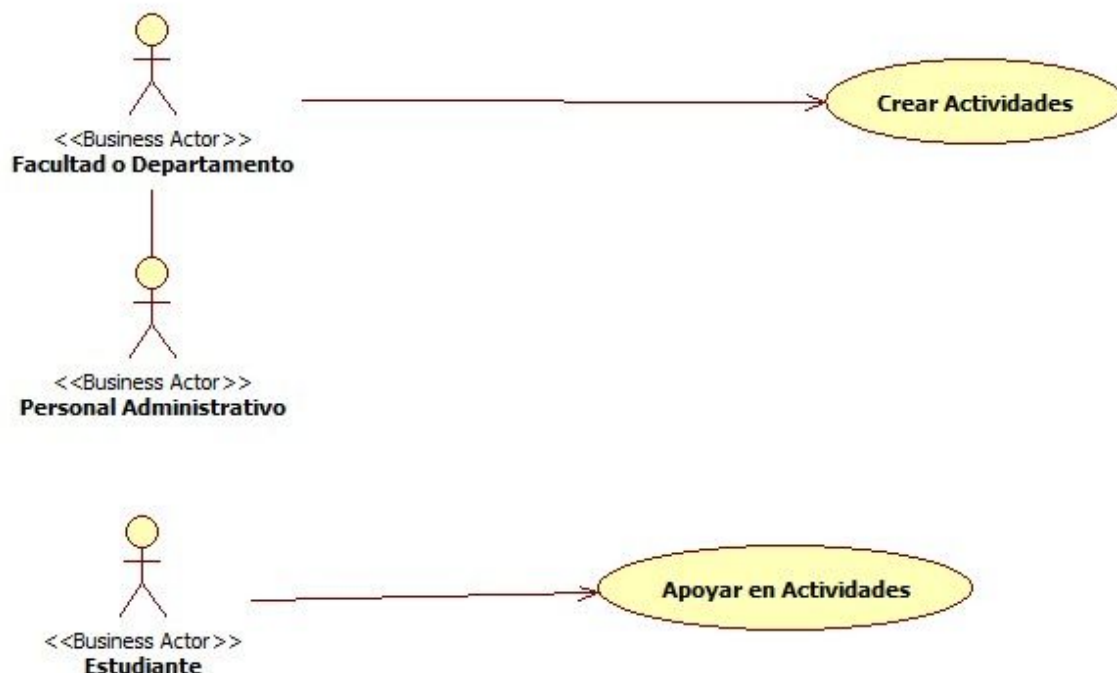 <<Business Actor>>
Facultad o Departamento
Crear Actividades
<<Business Actor>>
Personal Administrativo
<<Business Actor>>
Estudiante
Apoyar en Actividades